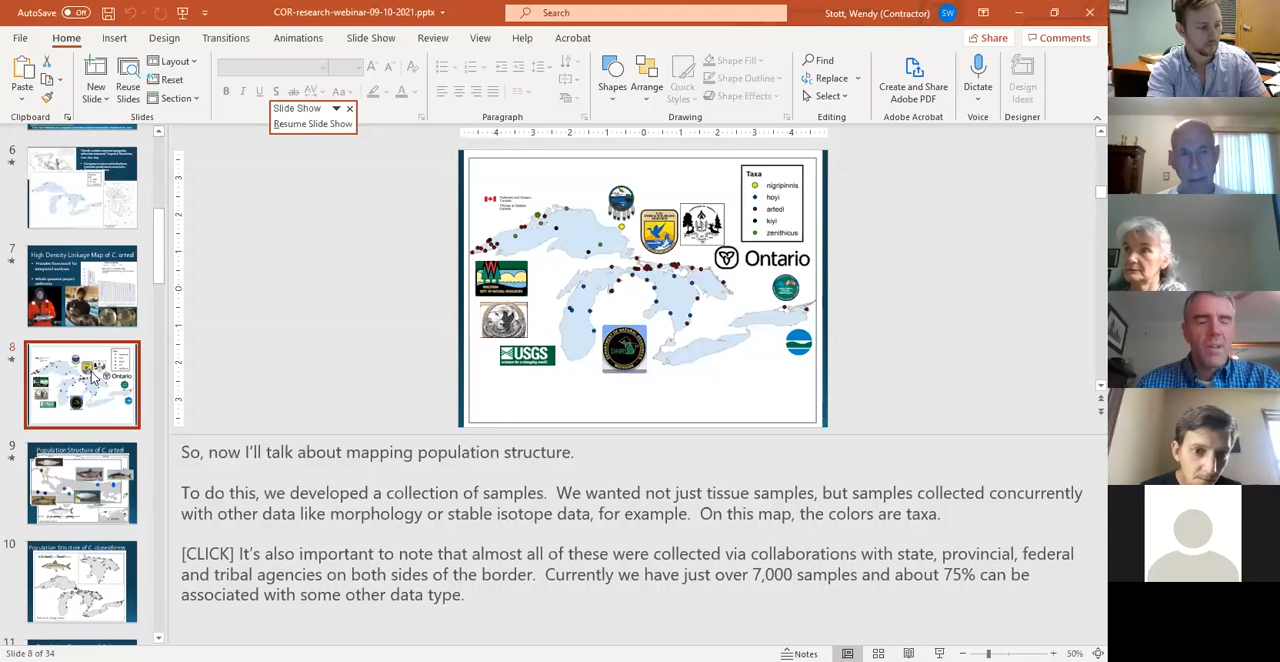 AutoSave Off
COR-research-webinar-09-10-2021.pptx
Search
Stott, Wendy (Contractor) SW
File Home Insert Design Transitions Animations Slide Show Review View Help Acrobat Share Comments
Paste
New Slide
Reuse Slides
Layout
Reset
Section
Shapes Arrange Quick Styles
Shape Fill
Shape Outline
Shape Effects
Find
Replace
Select
Create and Share Adobe PDF
Dictate
Design Ideas
Clipboard Slides Paragraph Drawing Editing Adobe Acrobat Voice Designer
Slide Show
Resume Slide Show
6
7
High Density Linkage Map of C. artedi
8
Ontario
9
Population Structure of C. artedi
10
Population Structure of C. clupeaformis
11
Taxa
nigripinnis
hoyi
artedi
kiyi
zenithicus
Ontario
USGS
So, now I'll talk about mapping population structure.
To do this, we developed a collection of samples. We wanted not just tissue samples, but samples collected concurrently
with other data like morphology or stable isotope data, for example. On this map, the colors are taxa.
[CLICK] It's also important to note that almost all of these were collected via collaborations with state, provincial, federal
and tribal agencies on both sides of the border. Currently we have just over 7,000 samples and about 75% can be
associated with some other data type.
Slide 8 of 34
Notes
50%